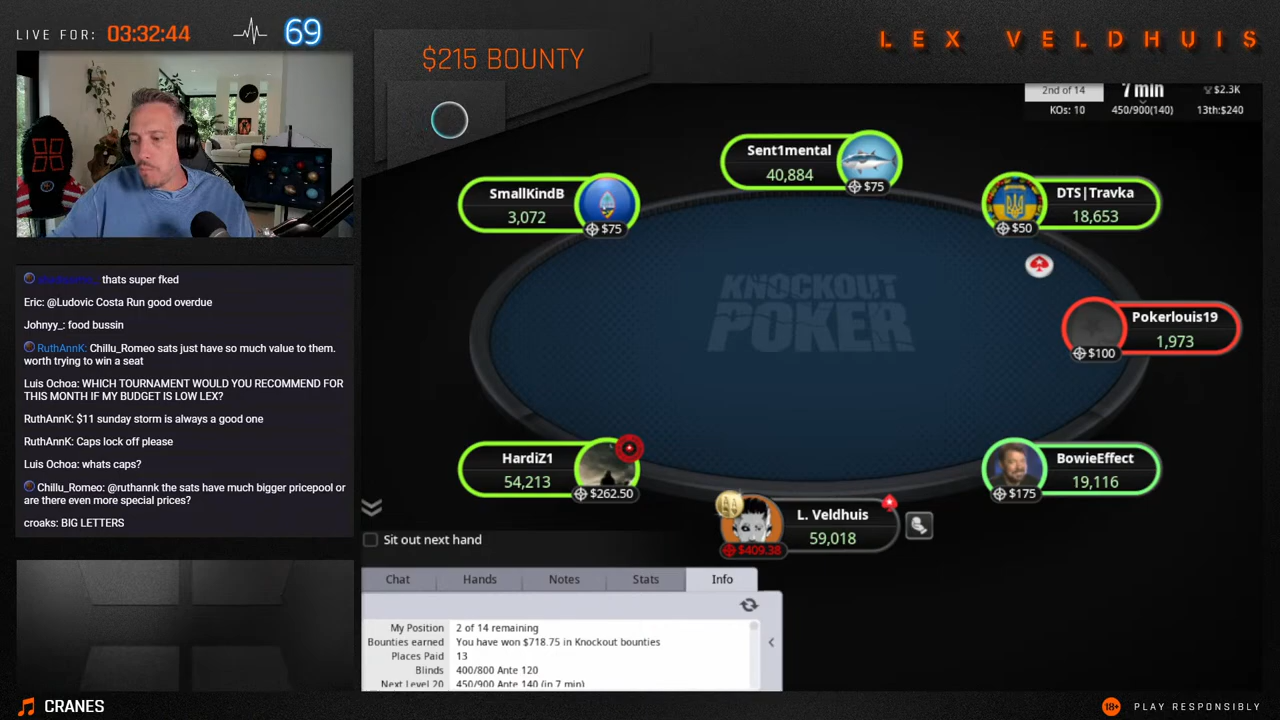 LIVE FOR: 03:32:44 69
$215 BOUNTY
LEX VELDHUIS
2nd of 14 7 min $2.3K
KOs: 10 450/900(140) 13th:$240
Sent1mental
40,884
$75
SmallKindB
3,072
$75
DTS|Travka
18,653
$50
Pokerlouis19
1,973
$100
KNOCKOUT
POKER
HardiZ1
54,213
$262.50
BowieEffect
19,116
$175
L. Veldhuis
59,018
$409.38
thats super fked
Eric: @Ludovic Costa Run good overdue
Johnyy_: food bussin
RuthAnnK: Chillu_Romeo sats just have so much value to them.
worth trying to win a seat
Luis Ochoa: WHICH TOURNAMENT WOULD YOU RECOMMEND FOR
THIS MONTH IF MY BUDGET IS LOW LEX?
RuthAnnK: $11 sunday storm is always a good one
RuthAnnK: Caps lock off please
Luis Ochoa: whats caps?
Chillu_Romeo: @ruthannk the sats have much bigger pricepool or
are there even more special prices?
croaks: BIG LETTERS
Sit out next hand
Chat Hands Notes Stats Info
My Position 2 of 14 remaining
Bounties earned You have won $718.75 in Knockout bounties
Places Paid 13
Blinds 400/800 Ante 120
Next Level 20 450/900 Ante 140 (in 7 min)
CRANES
18+ PLAY RESPONSIBLY